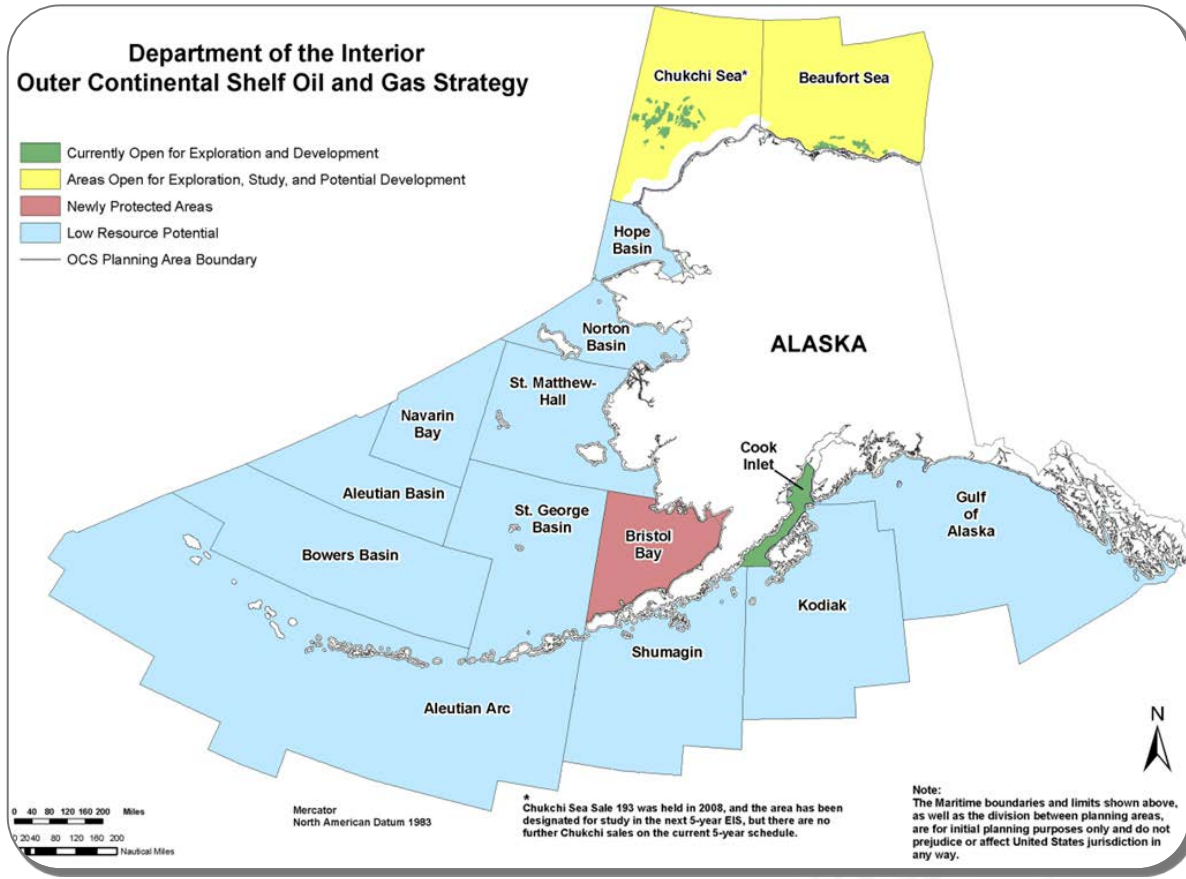 Department of the Interior
Outer Continental Shelf Oil and Gas Strategy
Currently Open for Exploration and Development
Areas Open for Exploration, Study, and Potential Development
Newly Protected Areas
Low Resource Potential
OCS Planning Area Boundary
Chukchi Sea*
Beaufort Sea
Hope
Basin
Norton
Basin
ALASKA
St. Matthew-
Hall
Navarin
Bay
Cook
Inlet
Aleutian Basin
St. George
Basin
Gulf
of
Alaska
Bristol
Bay
Bowers Basin
Kodiak
Shumagin
Aleutian Arc
N
0 40 80 120 160 200 Miles
0 20 40 80 120 160 200
Nautical Miles
Mercator
North American Datum 1983
*
Chukchi Sea Sale 193 was held in 2008, and the area has been
designated for study in the next 5-year EIS, but there are no
further Chukchi sales on the current 5-year schedule.
Note:
The Maritime boundaries and limits shown above,
as well as the division between planning areas,
are for initial planning purposes only and do not
prejudice or affect United States jurisdiction in
any way.